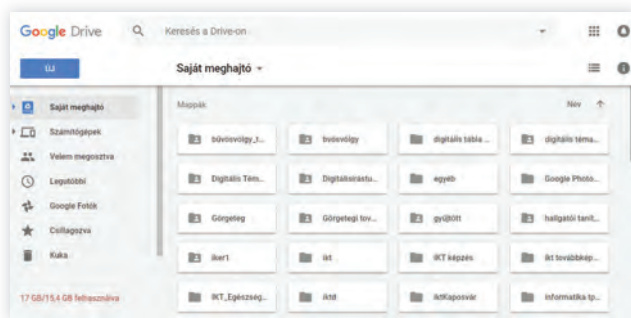 Google Drive
Keresés a Drive-on
ÚJ
Saját meghajtó
Saját meghajtó
Számítógépek
Velem megosztva
Legutóbbi
Google Fotók
Csillagozva
Kuka
17 GB/15,4 GB felhasználva
Mappák
Név
bűvösvölgy_t...
bvösvölgy
digitális tábla ...
digitális téma...
Digitális Tém...
Digitálisírástu...
egyéb
Google Photo...
Görgeteg
Görgetegi tov...
gyűjtött
hallgatói tanít...
iker1
ikt
IKT képzés
ikt továbbkép...
IKT_Egészség...
iktd
iktKaposvár
informatika tp...